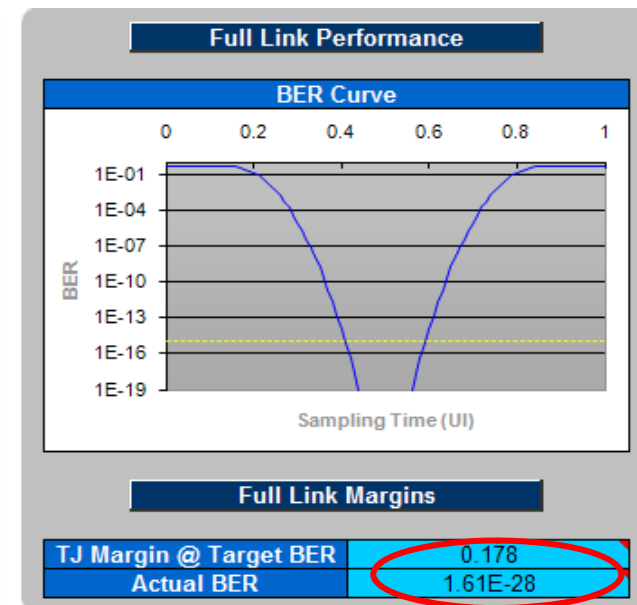 Full Link Performance
BER Curve
0 0.2 0.4 0.6 0.8 1
1E-01
1E-04
1E-07
1E-10
1E-13
1E-16
1E-19
BER
Sampling Time (UI)
Full Link Margins
TJ Margin @ Target BER 0.178
Actual BER 1.61E-28